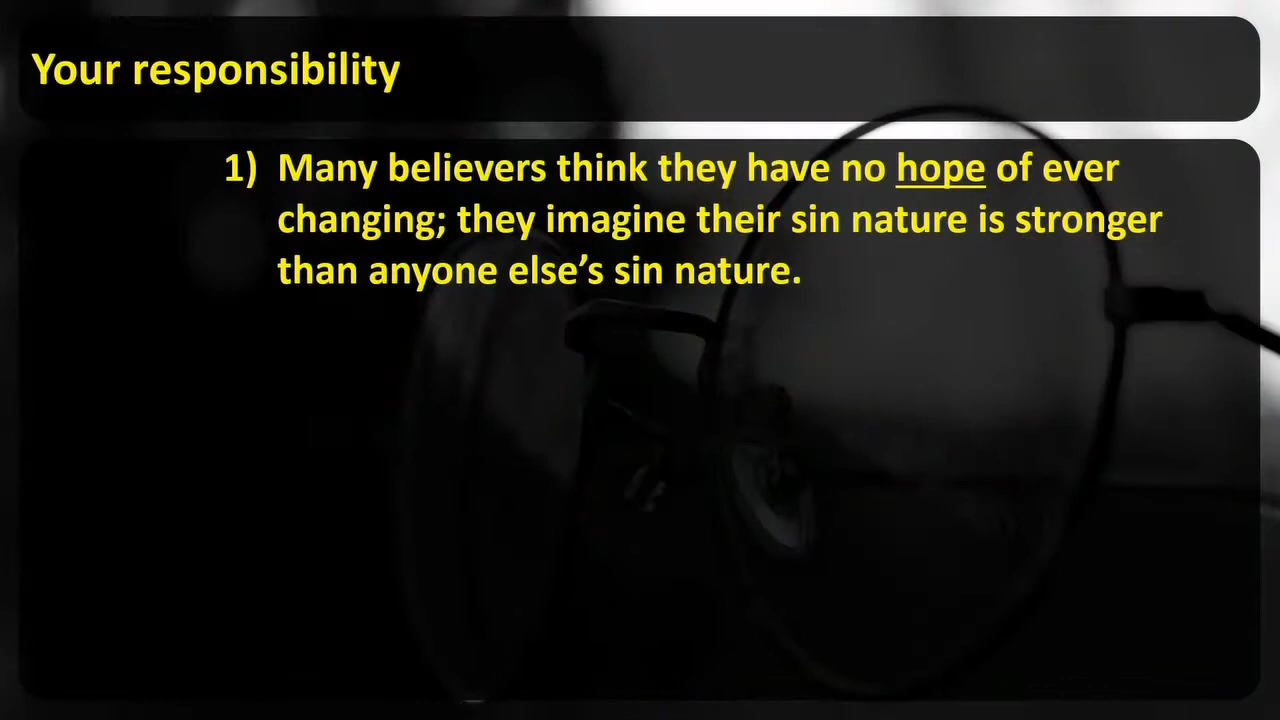 Your responsibility
1) Many believers think they have no hope of ever
changing; they imagine their sin nature is stronger
than anyone else’s sin nature.